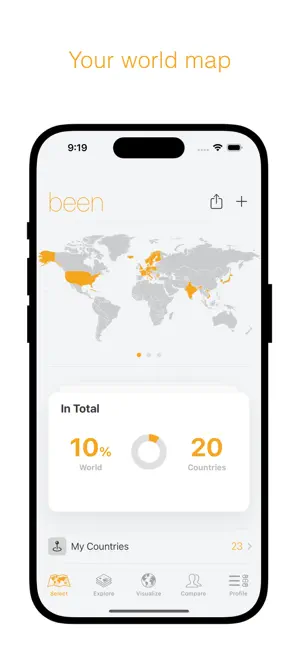 Your world map
9:19
been
In Total
10%
World
20
Countries
My Countries
23
Select
Explore
Visualize
Compare
Profile